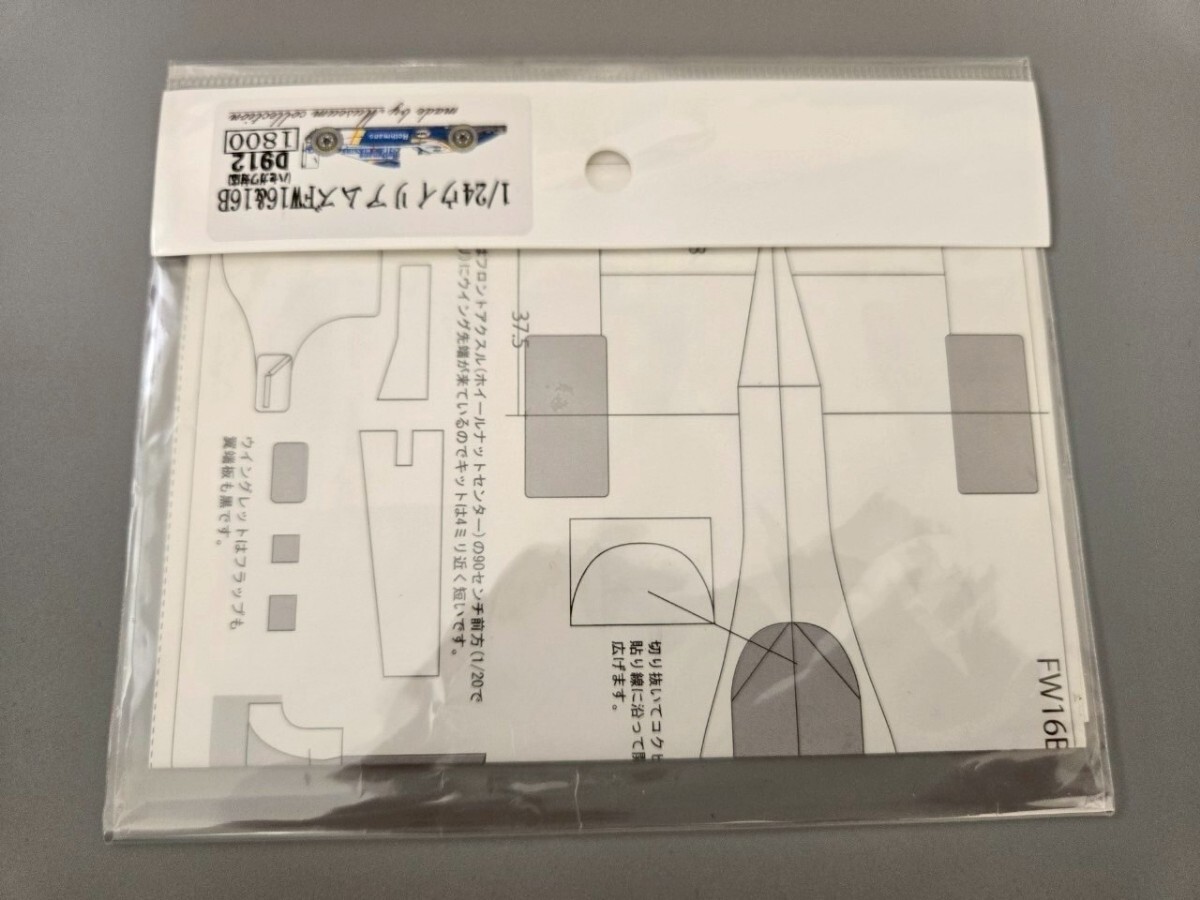 made by Museum collection
1800
D912
(ハセガワ対応)
1/24ウイリアムズFW16&16B
Rothmans
37.5
はフロントアクスル(ホイールナットセンター)の90センチ前方(1/20で
にウイング先端が来ているのでキットは4ミリ近く短いです。
ウイングレットはフラップも
翼端板も黒です。
切り抜いてコクピ
貼り線に沿って
広げます。
FW16B